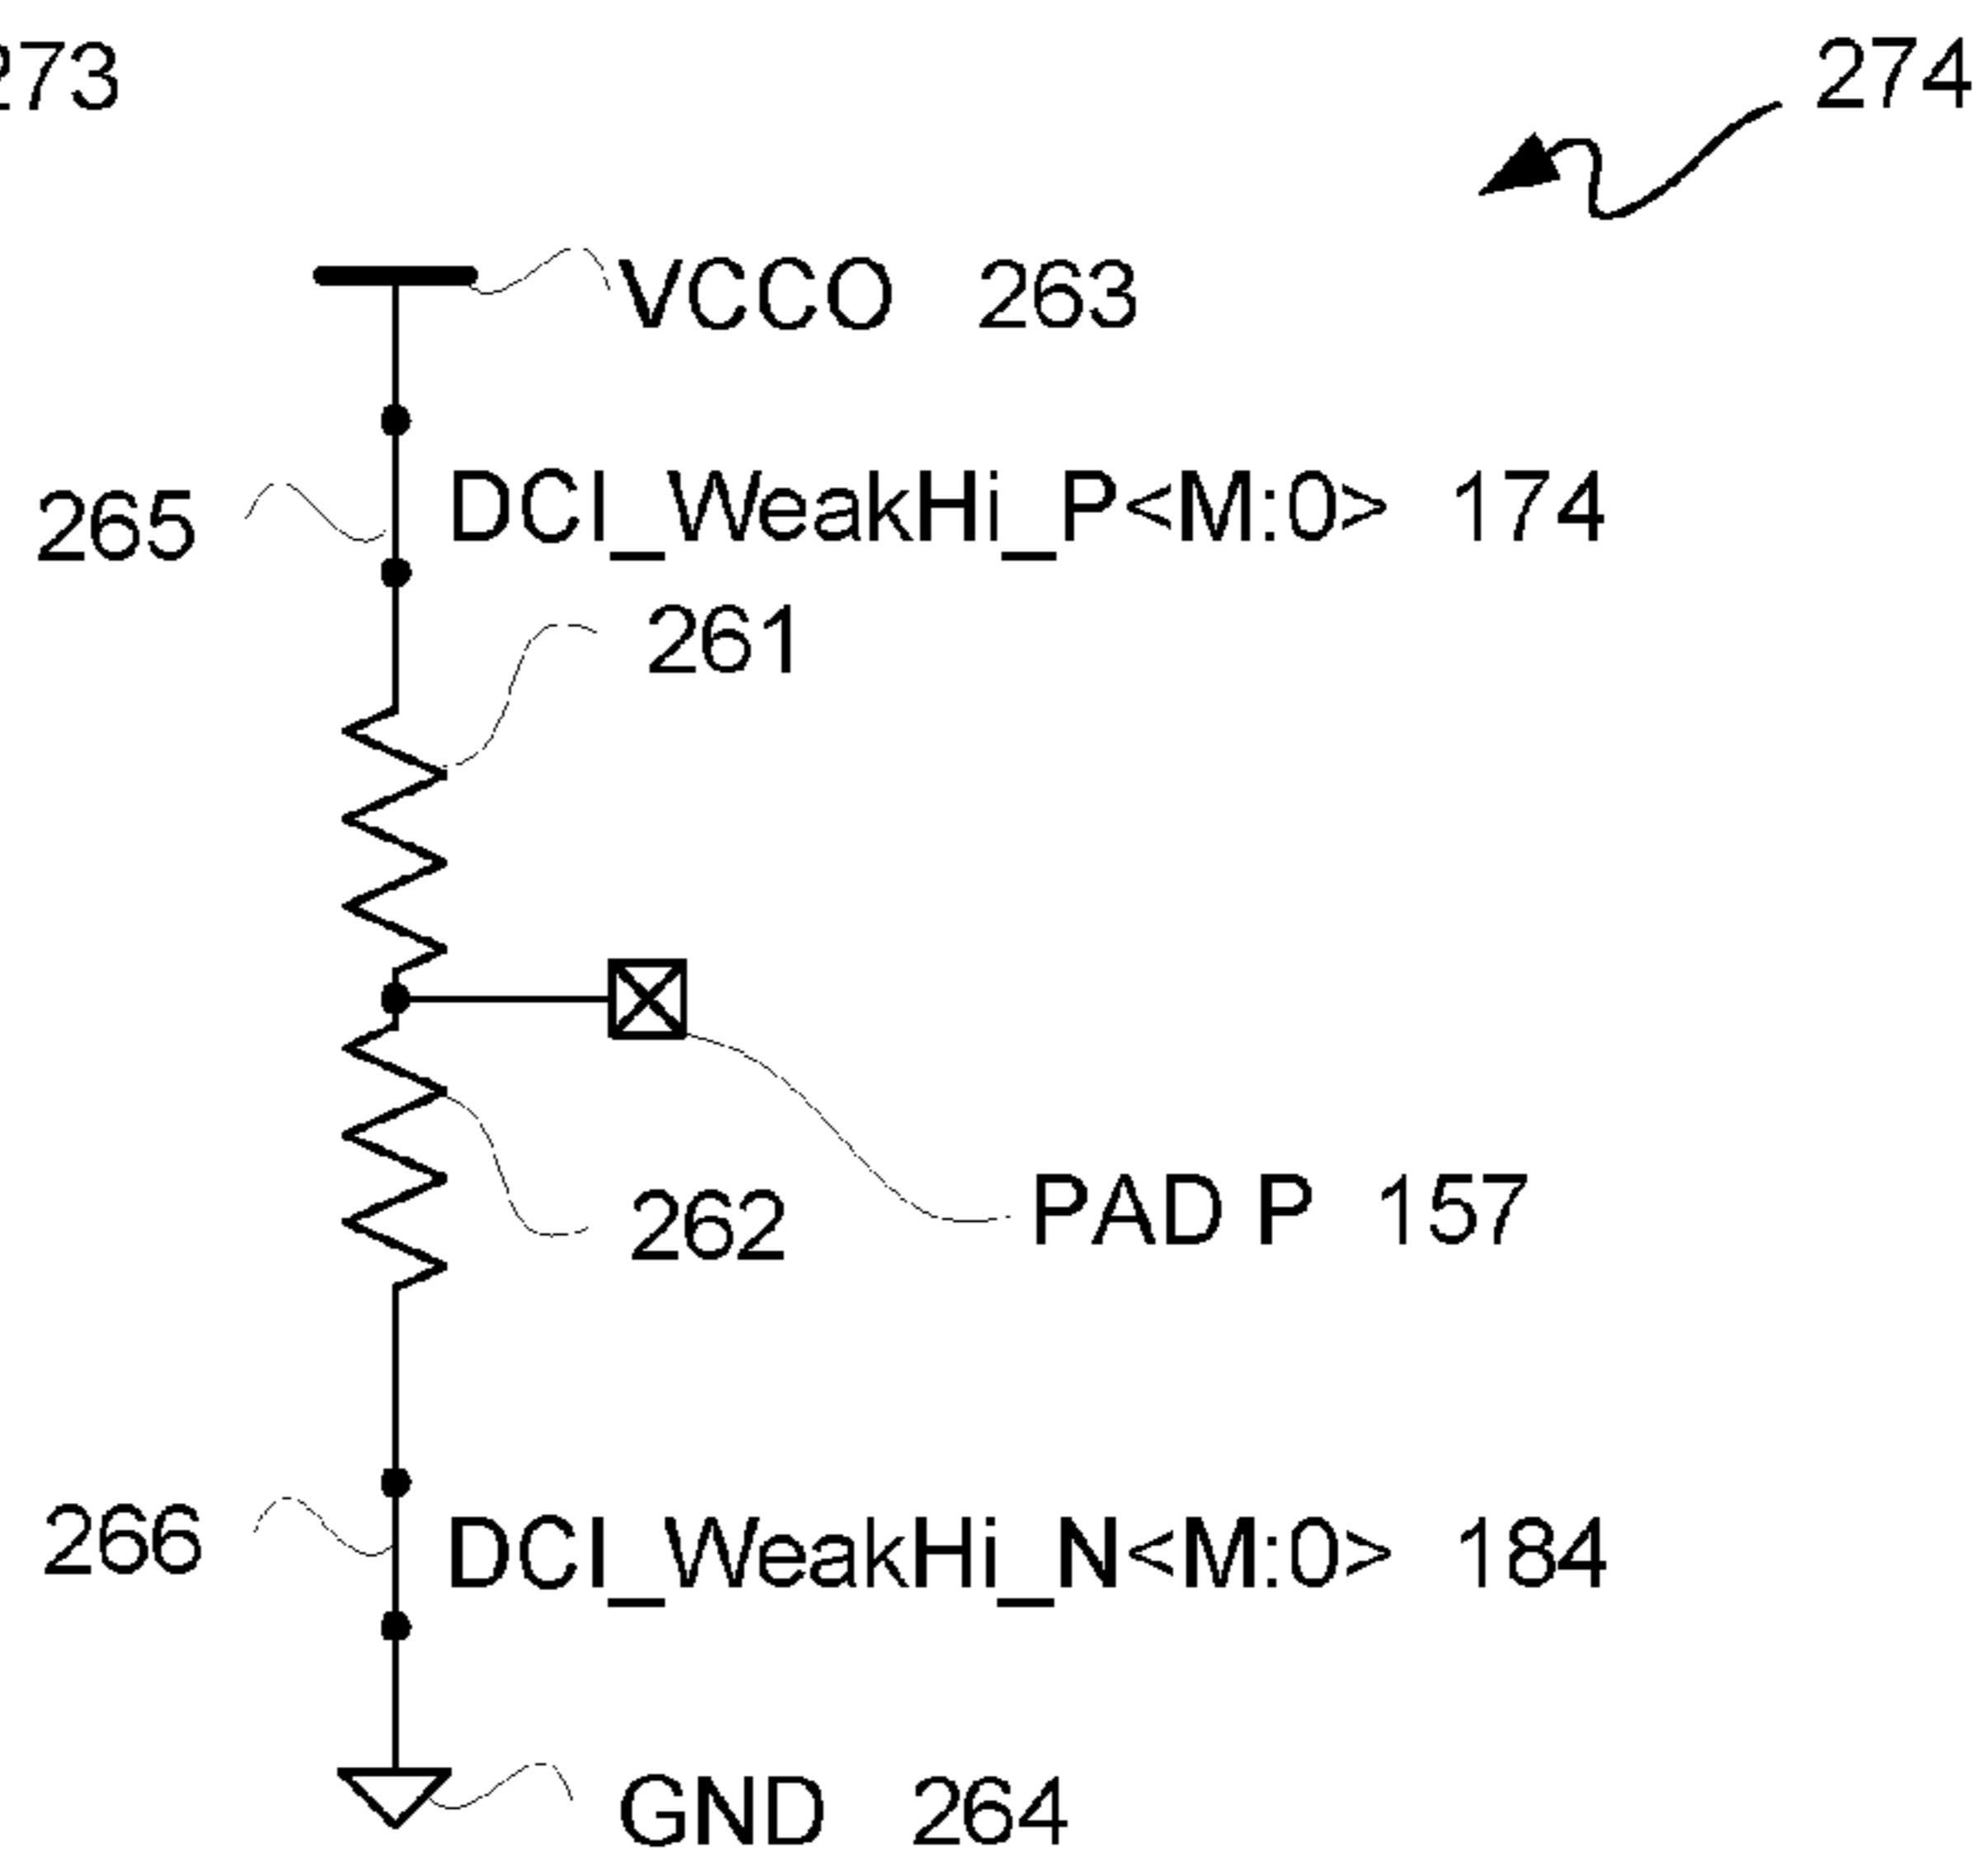 273
274
VCCO 263
DCI_WeakHi_P<M:0> 174
265
261
262
PAD P 157
266
DCI_WeakHi_N<M:0> 184
GND 264